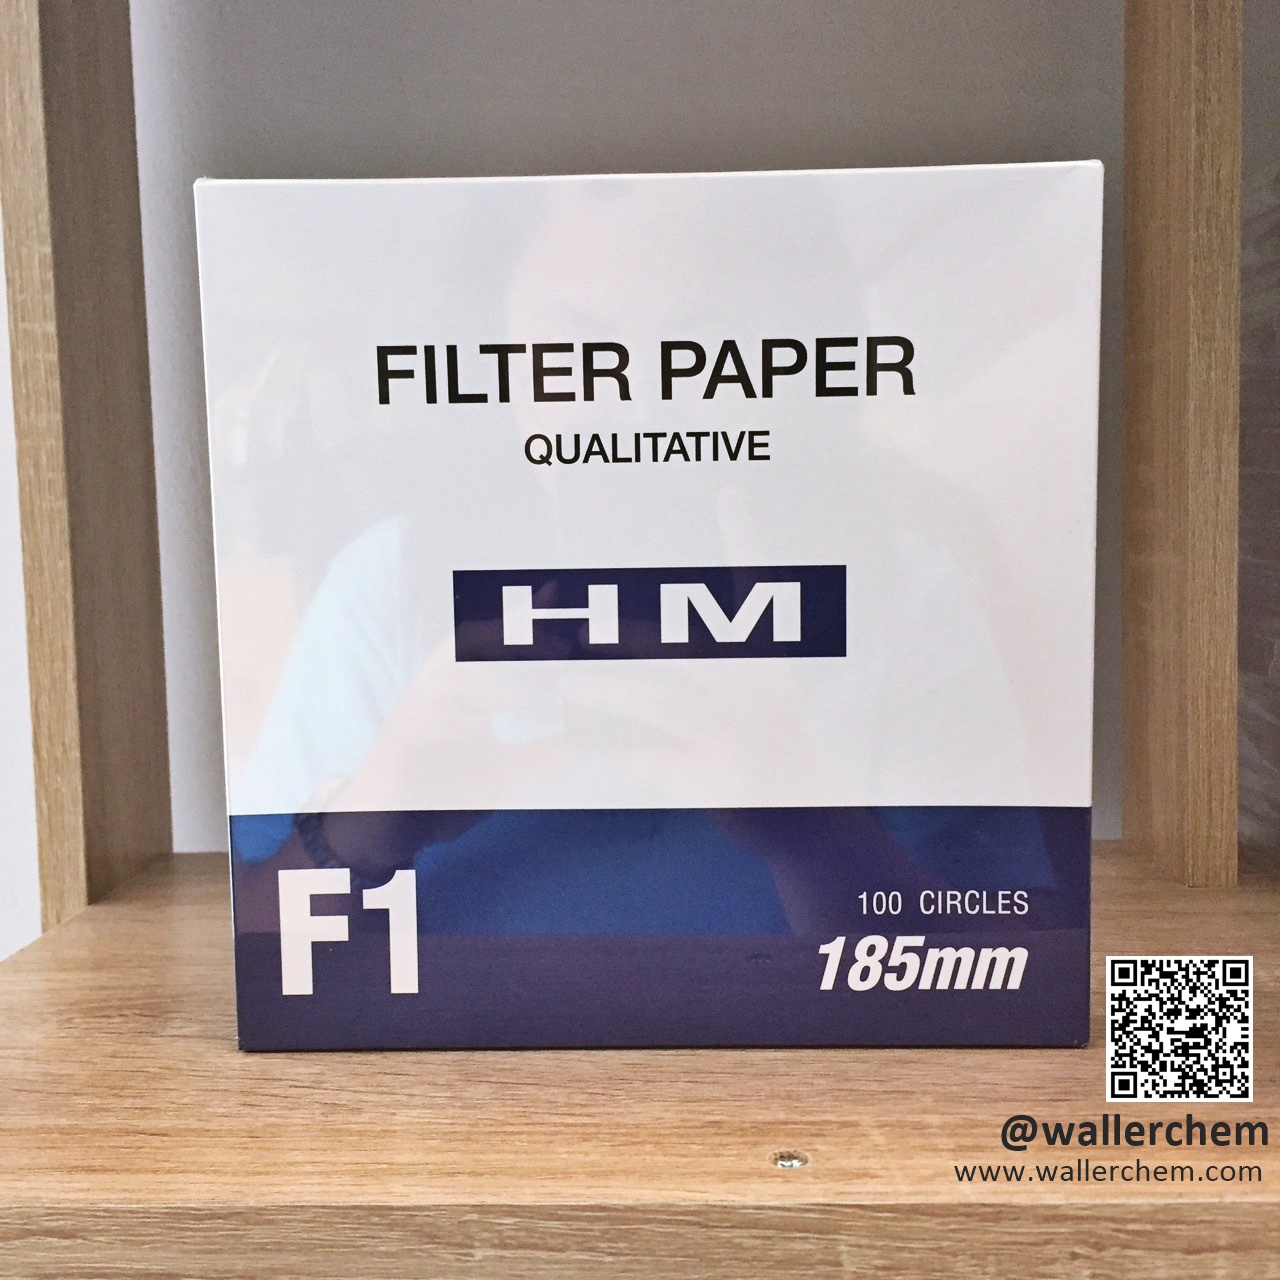 FILTER PAPER
QUALITATIVE
HM
F1
100 CIRCLES
185mm
@wallerchem
www.wallerchem.com